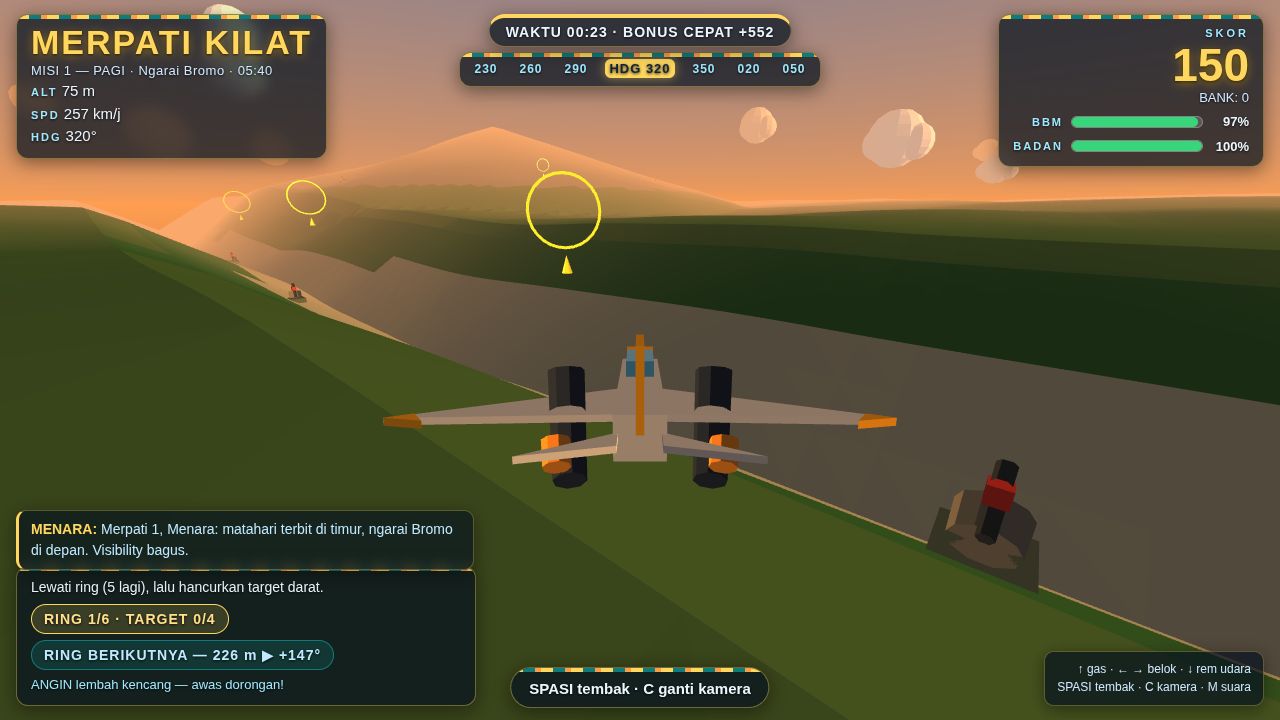 MERPATI KILAT
MISI 1 — PAGI · Ngarai Bromo · 05:40
ALT 75 m
SPD 257 km/j
HDG 320°
WAKTU 00:23 · BONUS CEPAT +552
230 260 290 HDG 320 350 020 050
SKOR
150
BANK: 0
BBM 97%
BADAN 100%
MENARA: Merpati 1, Menara: matahari terbit di timur, ngarai Bromo
di depan. Visibility bagus.
Lewati ring (5 lagi), lalu hancurkan target darat.
RING 1/6 · TARGET 0/4
RING BERIKUTNYA — 226 m ▶ +147°
ANGIN lembah kencang — awas dorongan!
SPASI tembak · C ganti kamera
↑ gas · ← → belok · ↓ rem udara
SPASI tembak · C kamera · M suara